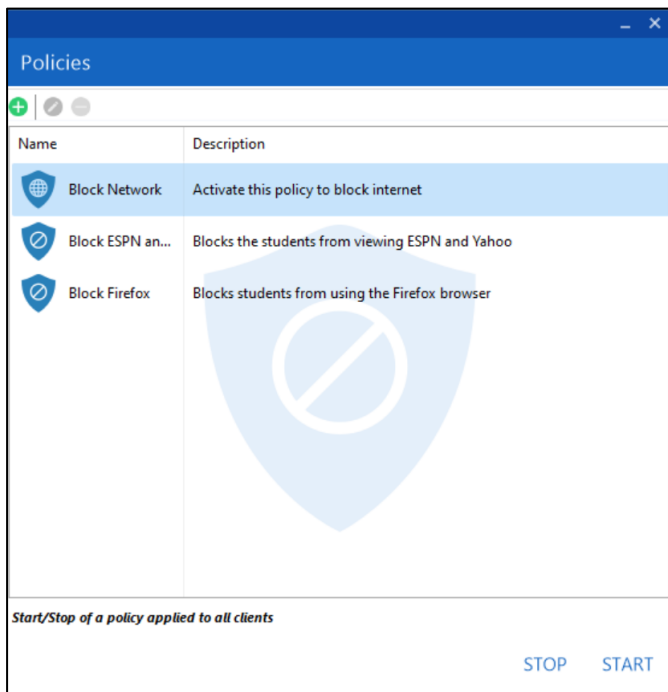 Policies
Name Description
Block Network Activate this policy to block internet
Block ESPN an... Blocks the students from viewing ESPN and Yahoo
Block Firefox Blocks students from using the Firefox browser
Start/Stop of a policy applied to all clients
STOP START